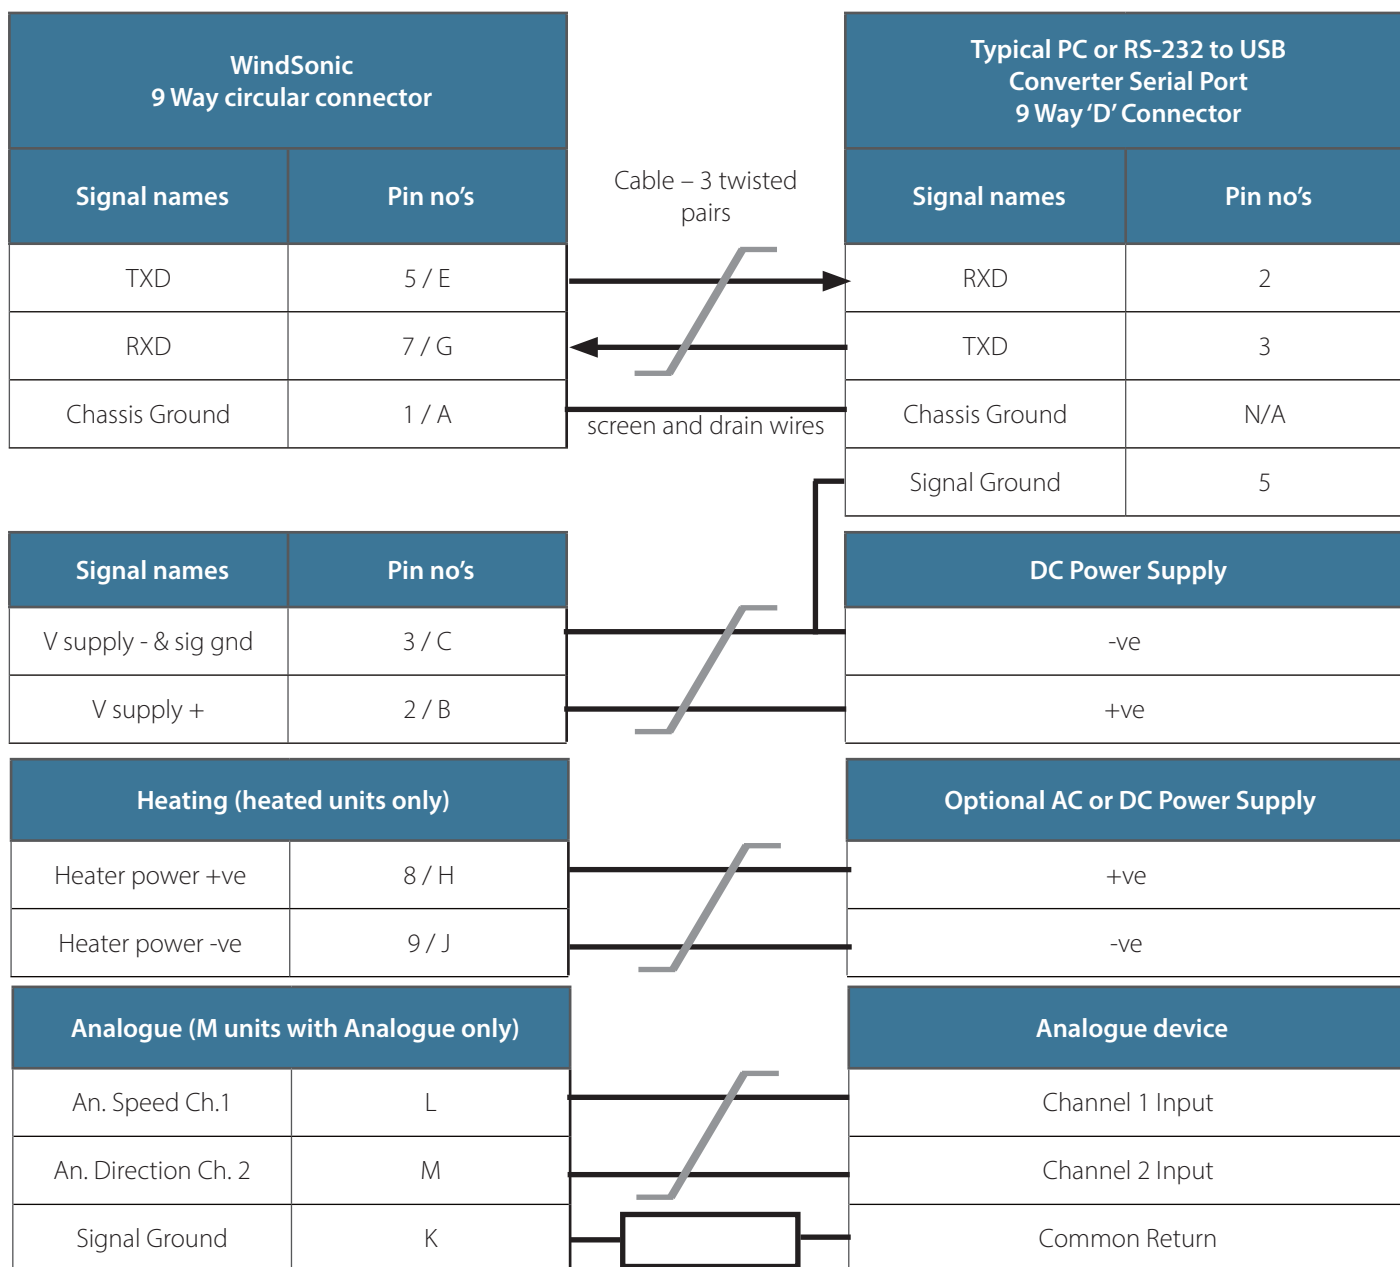 WindSonic
9 Way circular connector
Typical PC or RS-232 to USB
Converter Serial Port
9 Way ‘D’ Connector
Signal names Pin no’s
Cable – 3 twisted
pairs
Signal names Pin no’s
TXD 5 / E RXD 2
RXD 7 / G TXD 3
Chassis Ground 1 / A screen and drain wires Chassis Ground N/A
Signal Ground 5
Signal names Pin no’s DC Power Supply
V supply - & sig gnd 3 / C -ve
V supply + 2 / B +ve
Heating (heated units only) Optional AC or DC Power Supply
Heater power +ve 8 / H +ve
Heater power -ve 9 / J -ve
Analogue (M units with Analogue only) Analogue device
An. Speed Ch.1 L Channel 1 Input
An. Direction Ch. 2 M Channel 2 Input
Signal Ground K Common Return